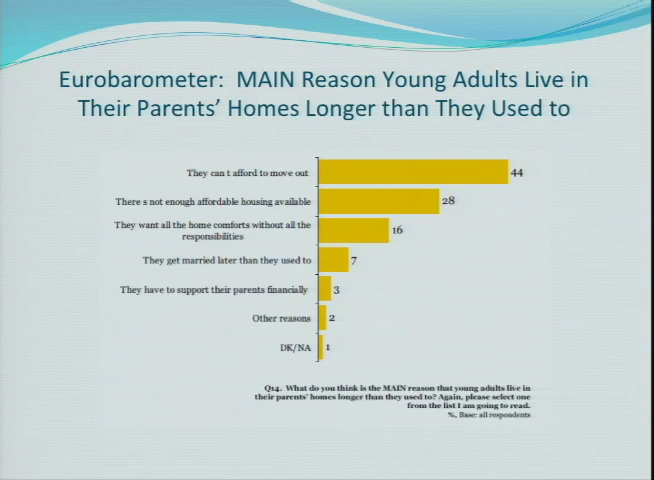 Eurobarometer: MAIN Reason Young Adults Live in
Their Parents' Homes Longer than They Used to
They can t afford to move out 44
There s not enough affordable housing available 28
They want all the home comforts without all the
responsibilities 16
They get married later than they used to 7
They have to support their parents financially 3
Other reasons 2
DK/NA 1
Q14. What do you think is the MAIN reason that young adults live in
their parents' homes longer than they used to? Again, please select one
from the list I am going to read.
%, Base: all respondents